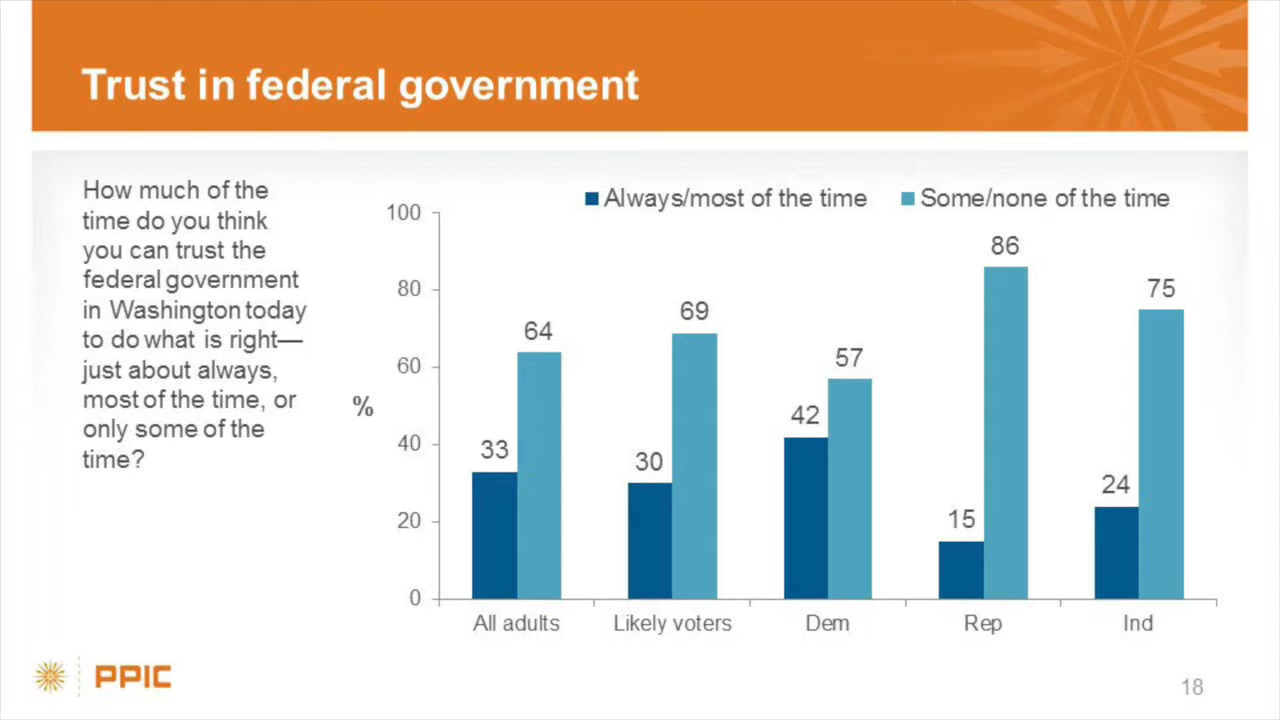 Trust in federal government
How much of the
time do you think
you can trust the
federal government
in Washington today
to do what is right—
just about always,
most of the time, or
only some of the
time?
Always/most of the time
Some/none of the time
100
80
60
40
20
0
%
33
64
30
69
42
57
15
86
24
75
All adults
Likely voters
Dem
Rep
Ind
PPIC
18